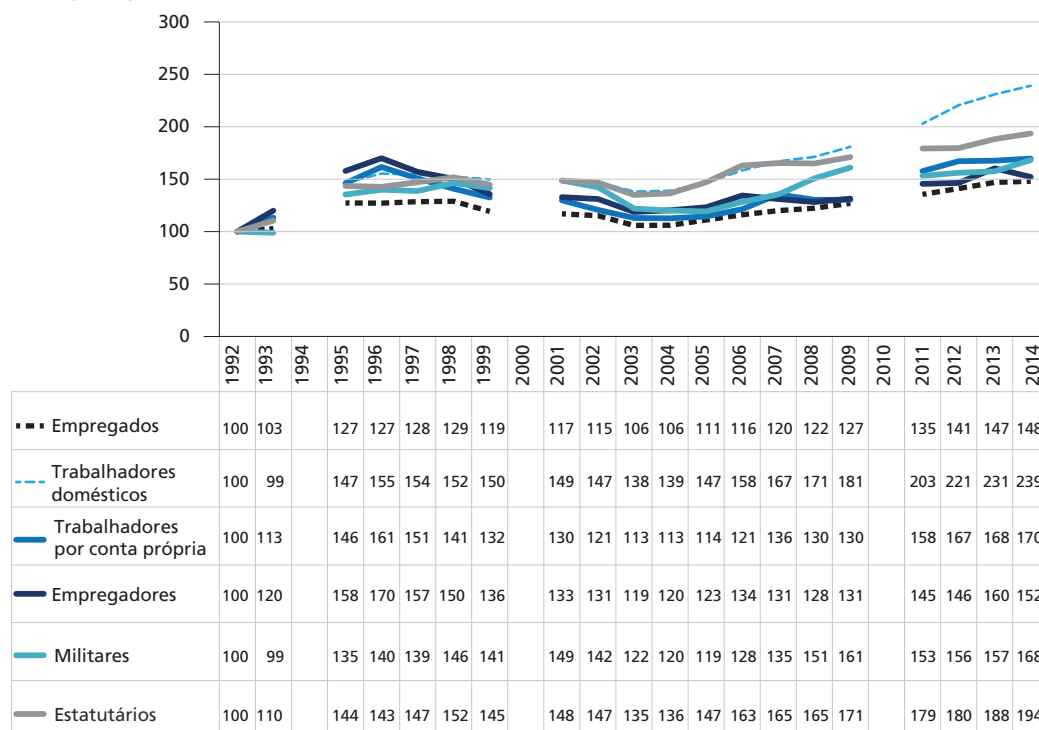 300
250
200
150
100
50
0
1992 1993 1994 1995 1996 1997 1998 1999 2000 2001 2002 2003 2004 2005 2006 2007 2008 2009 2010 2011 2012 2013 2014
Empregados 100 103 127 127 128 129 119 117 115 106 106 111 116 120 122 127 135 141 147 148
Trabalhadores
domésticos 100 99 147 155 154 152 150 149 147 138 139 147 158 167 171 181 203 221 231 239
Trabalhadores
por conta própria 100 113 146 161 151 141 132 130 121 113 113 114 121 136 130 130 158 167 168 170
Empregadores 100 120 158 170 157 150 136 133 131 119 120 123 134 131 128 131 145 146 160 152
Militares 100 99 135 140 139 146 141 149 142 122 120 119 128 135 151 161 153 156 157 168
Estatutários 100 110 144 143 147 152 145 148 147 135 136 147 163 165 165 171 179 180 188 194